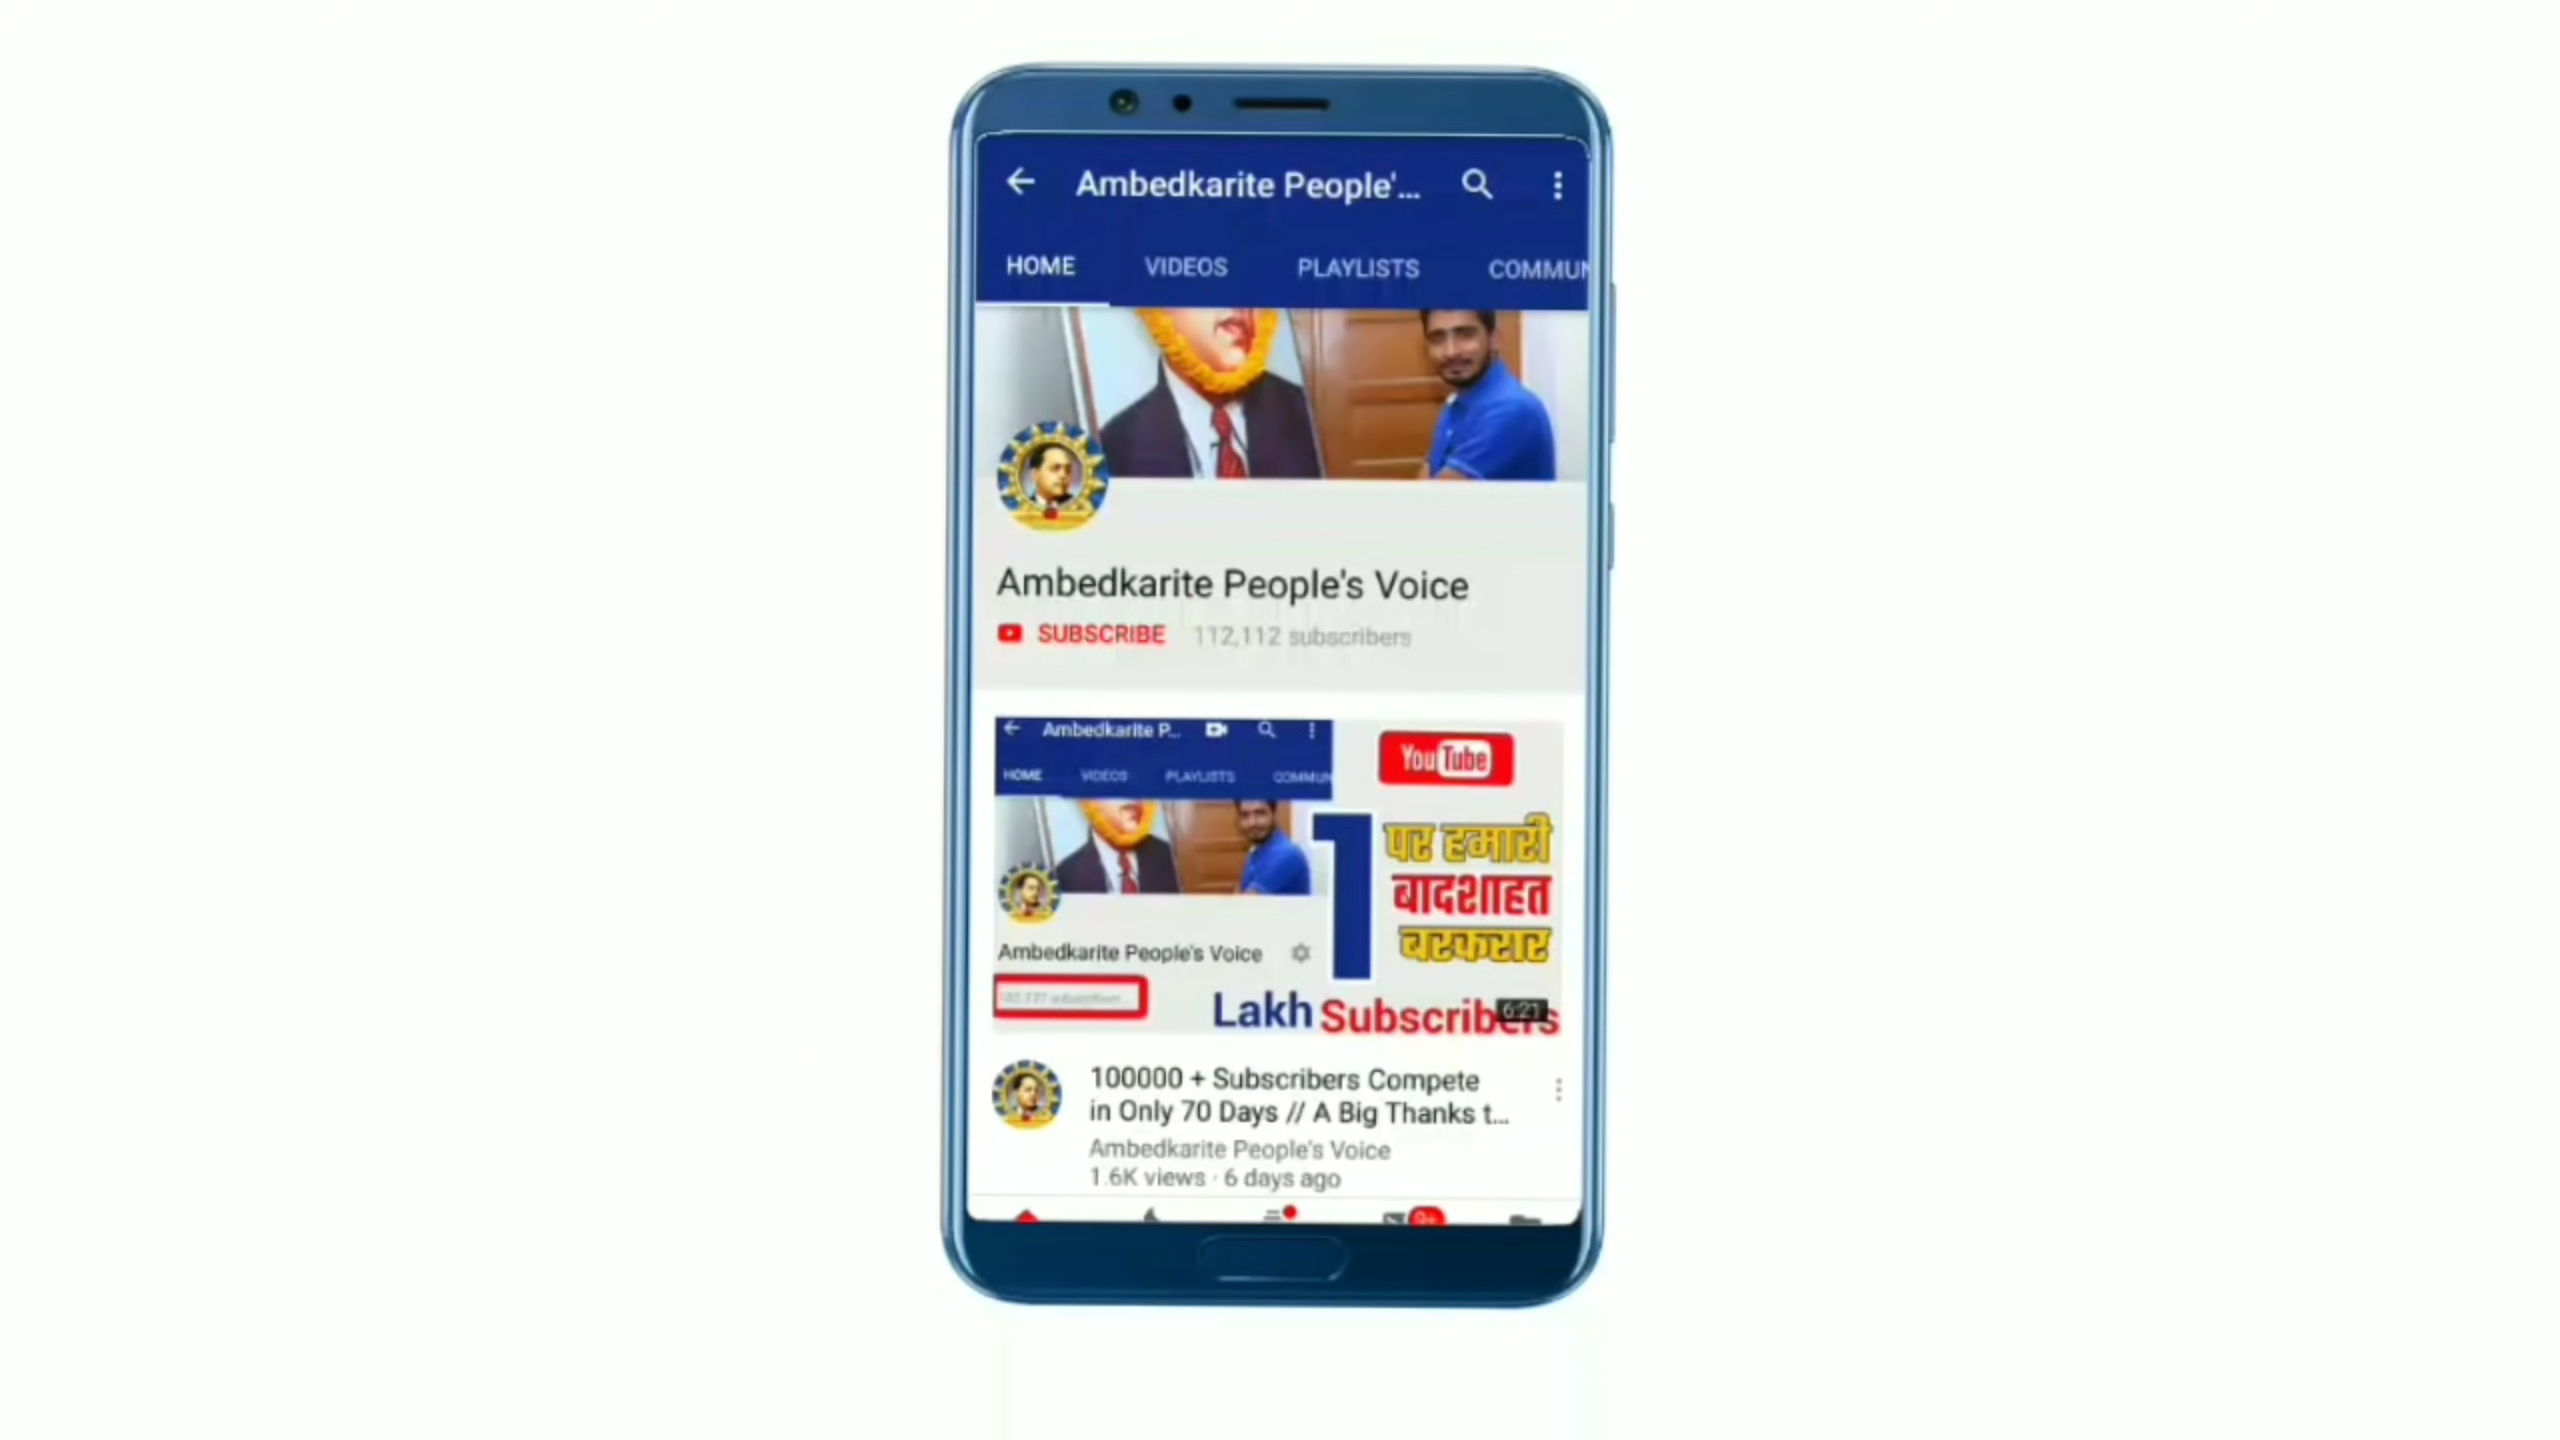 Ambedkarite People'...
HOME VIDEOS PLAYLISTS COMMUN
Ambedkarite People's Voice
SUBSCRIBE 112,112 subscribers
Ambedkarite P...
HOME VIDEOS PLAYLISTS COMMUN
YouTube
1 पर हमारी
बादशाहत
बरकरार
Ambedkarite People's Voice
Lakh Subscribers
6:21
100000 + Subscribers Compete
in Only 70 Days // A Big Thanks t...
Ambedkarite People's Voice
1.6K views · 6 days ago